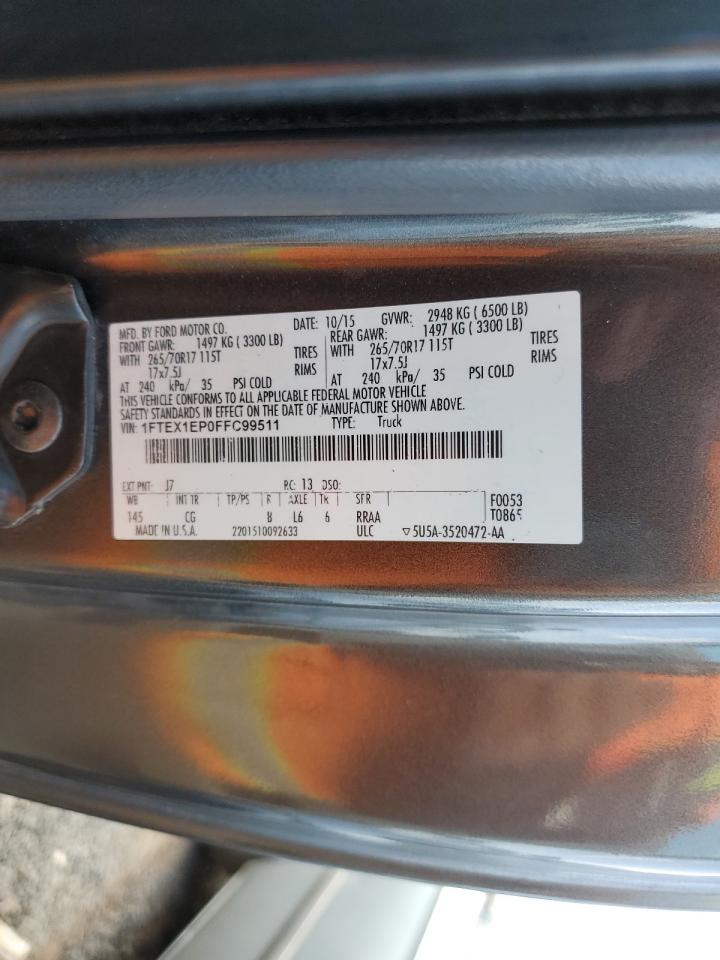 MFD. BY FORD MOTOR CO. DATE: 10/15 GVWR: 2948 KG ( 6500 LB)
FRONT GAWR: 1497 KG ( 3300 LB) REAR GAWR: 1497 KG ( 3300 LB)
WITH 265/70R17 115T TIRES WITH 265/70R17 115T TIRES
17x7.5J RIMS 17x7.5J RIMS
AT 240 kPa/ 35 PSI COLD AT 240 kPa/ 35 PSI COLD
THIS VEHICLE CONFORMS TO ALL APPLICABLE FEDERAL MOTOR VEHICLE
SAFETY STANDARDS IN EFFECT ON THE DATE OF MANUFACTURE SHOWN ABOVE.
VIN: 1FTEX1EP0FFC99511 TYPE: Truck
EXT PNT: J7 RC: 13 DSO:
WB INT TR TP/PS R AXLE TR SFR F0053
145 CG 8 L6 6 RRAA T0865
MADE IN U.S.A. 2201510092633 ULC ▽5U5A-3520472-AA